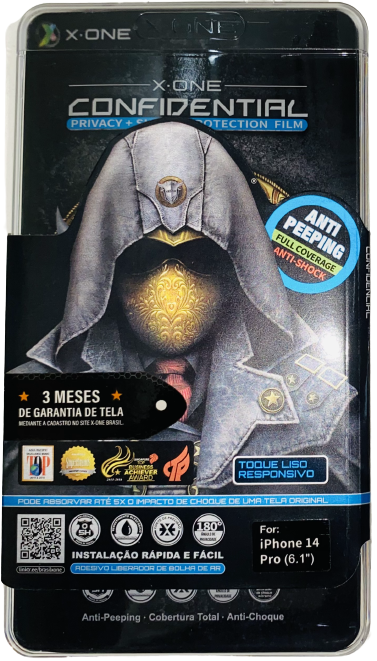 X·ONE
X·ONE
CONFIDENTIAL
PRIVACY + PROTECTION FILM
ANTI
PEEPING
FULL COVERAGE
ANTI-SHOCK
CONFIDENTIAL
3 MESES
DE GARANTIA DE TELA
MEDIANTE A CADASTRO NO SITE X-ONE BRASIL.
BUSINESS
ACHIEVER
AWARD
TOQUE LISO
RESPONSIVO
PODE ABSORVAR ATÉ 5X O IMPACTO DE CHOQUE DE UMA TELA ORIGINAL
180°
For:
iPhone 14
Pro (6.1")
INSTALAÇÃO RÁPIDA E FÁCIL
ADESIVO LIBERADOR DE BOLHA DE AR
linktr.ee/brasilxone
Anti-Peeping · Cobertura Total · Anti-Choque